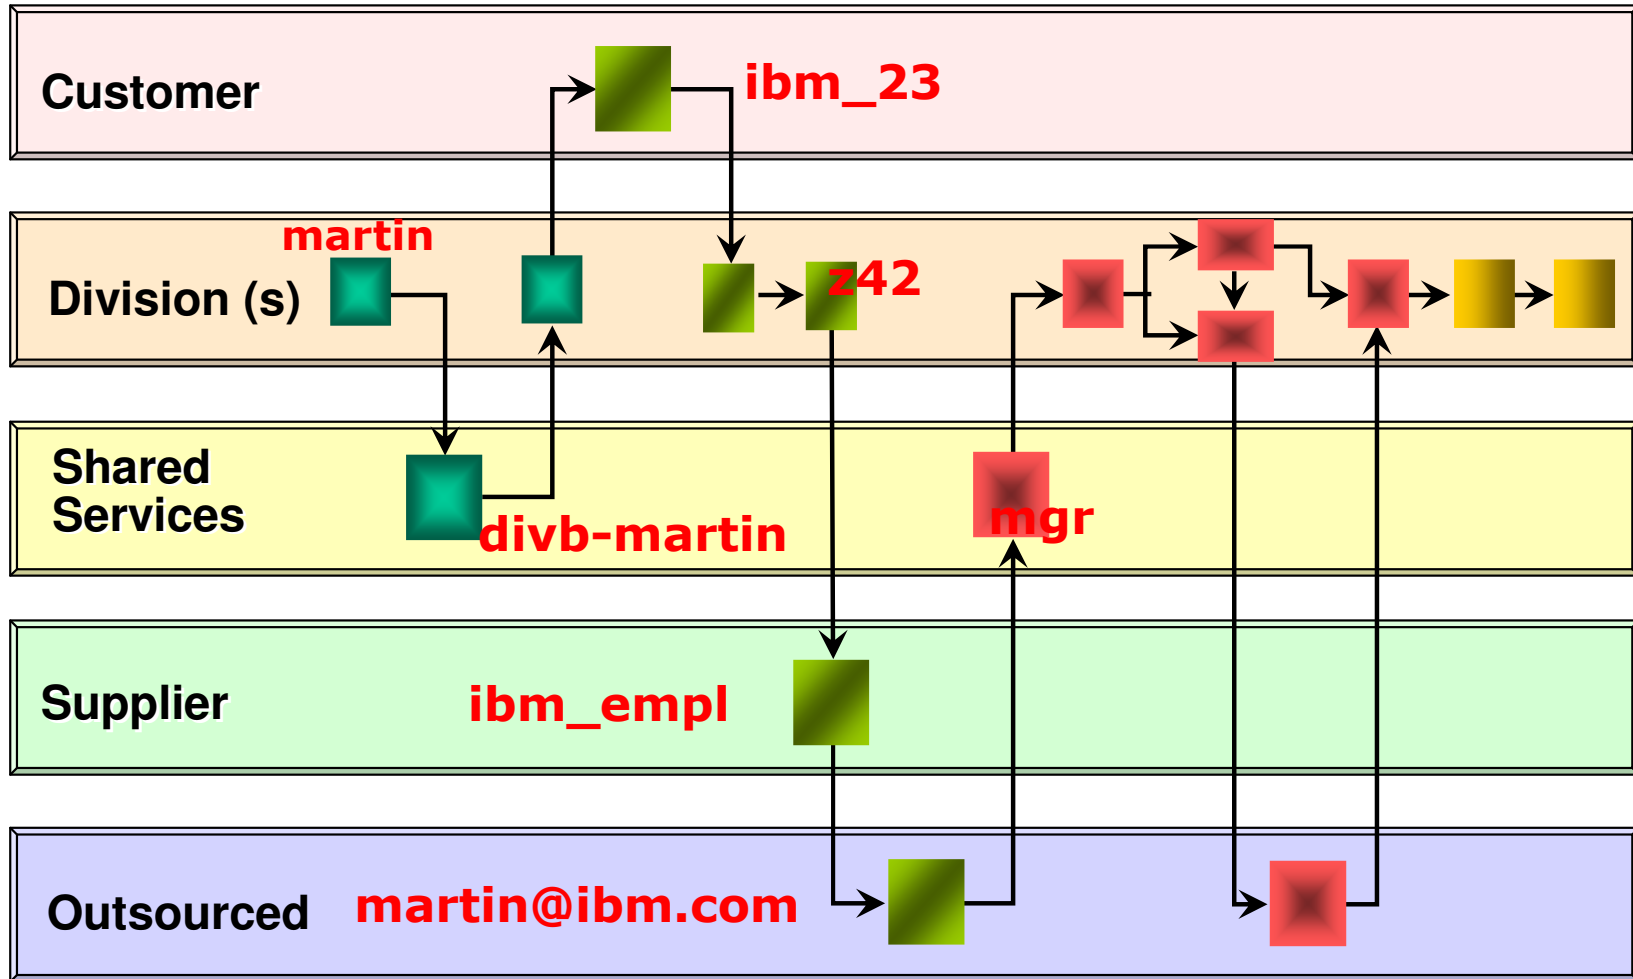 Customer
ibm_23
martin
Division (s)
z42
Shared
Services
divb-martin
mgr
Supplier
ibm_empl
Outsourced
martin@ibm.com